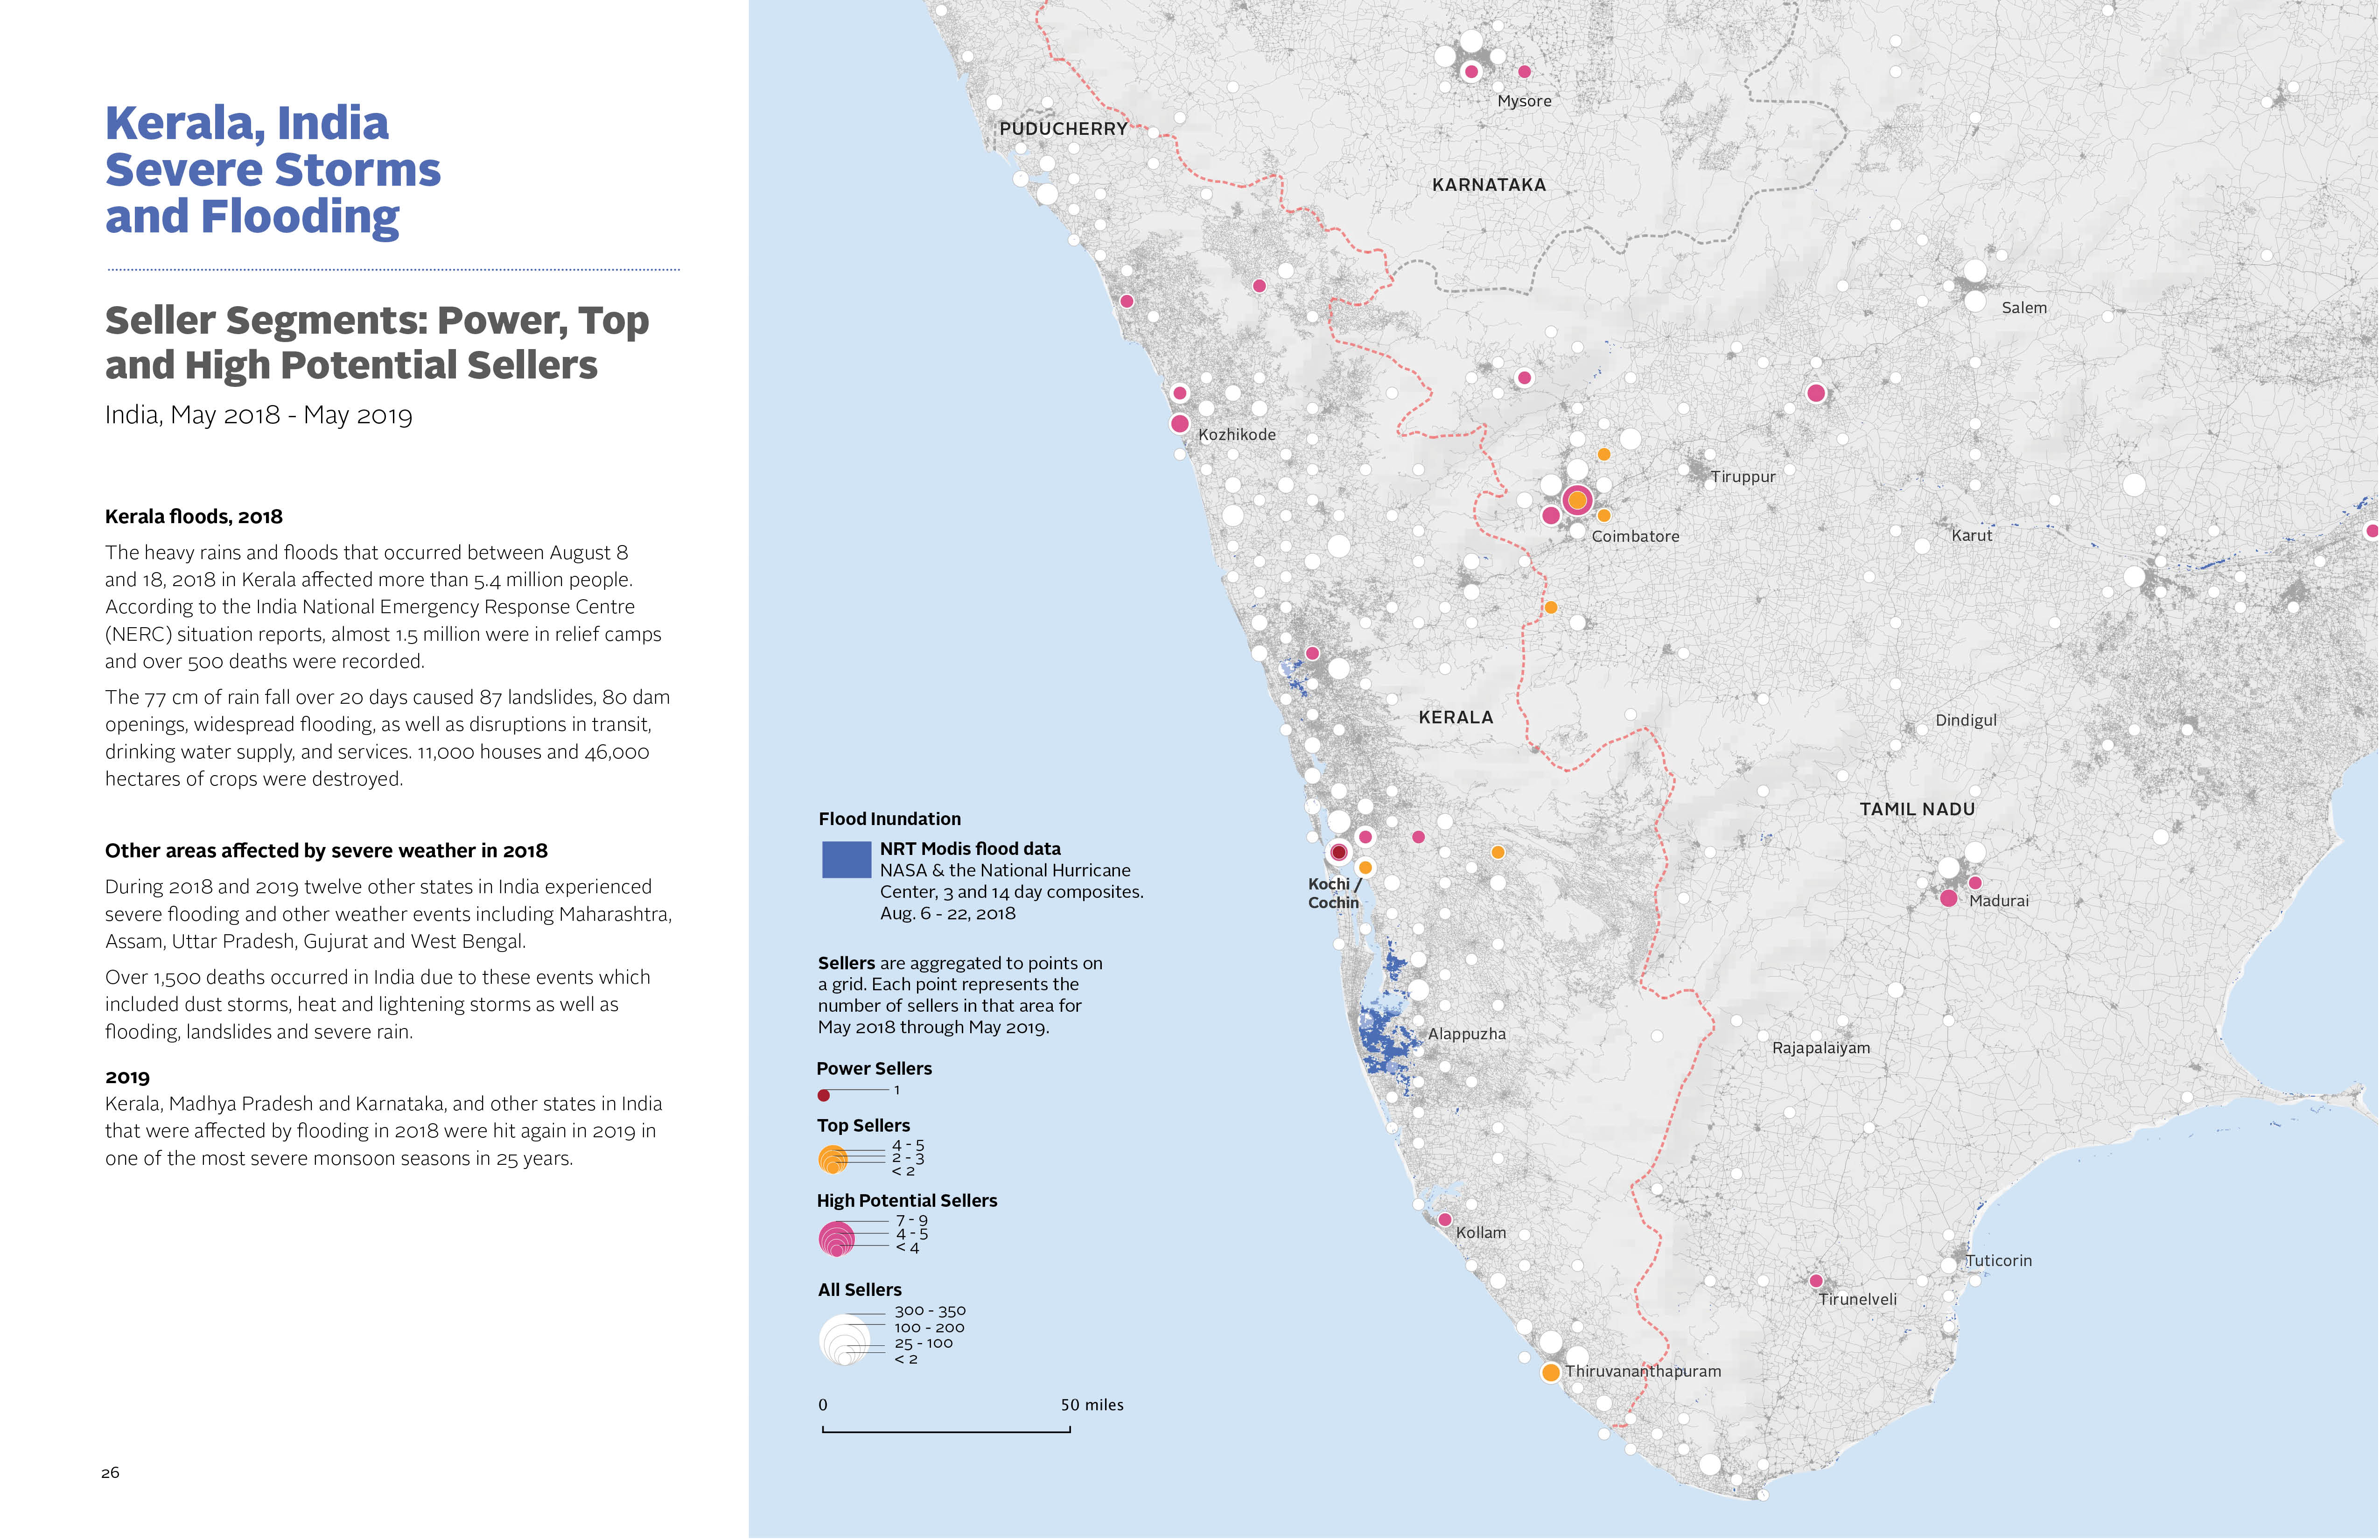 Kerala, India
Severe Storms
and Flooding
Seller Segments: Power, Top
and High Potential Sellers
India, May 2018 - May 2019
Kerala floods, 2018
The heavy rains and floods that occurred between August 8
and 18, 2018 in Kerala affected more than 5.4 million people.
According to the India National Emergency Response Centre
(NERC) situation reports, almost 1.5 million were in relief camps
and over 500 deaths were recorded.
The 77 cm of rain fall over 20 days caused 87 landslides, 80 dam
openings, widespread flooding, as well as disruptions in transit,
drinking water supply, and services. 11,000 houses and 46,000
hectares of crops were destroyed.
Other areas affected by severe weather in 2018
During 2018 and 2019 twelve other states in India experienced
severe flooding and other weather events including Maharashtra,
Assam, Uttar Pradesh, Gujurat and West Bengal.
Over 1,500 deaths occurred in India due to these events which
included dust storms, heat and lightening storms as well as
flooding, landslides and severe rain.
2019
Kerala, Madhya Pradesh and Karnataka, and other states in India
that were affected by flooding in 2018 were hit again in 2019 in
one of the most severe monsoon seasons in 25 years.
26
Flood Inundation
NRT Modis flood data
NASA & the National Hurricane
Center, 3 and 14 day composites.
Aug. 6 - 22, 2018
Sellers are aggregated to points on
a grid. Each point represents the
number of sellers in that area for
May 2018 through May 2019.
Power Sellers
1
Top Sellers
4 - 5
2 - 3
< 2
High Potential Sellers
7 - 9
4 - 5
< 4
All Sellers
300 - 350
100 - 200
25 - 100
< 2
0 50 miles
Mysore
PUDUCHERRY
KARNATAKA
Salem
Kozhikode
Tiruppur
Coimbatore
Karut
KERALA
Dindigul
TAMIL NADU
Kochi /
Cochin
Madurai
Alappuzha
Rajapalaiyam
Kollam
Tuticorin
Tirunelveli
Thiruvananthapuram